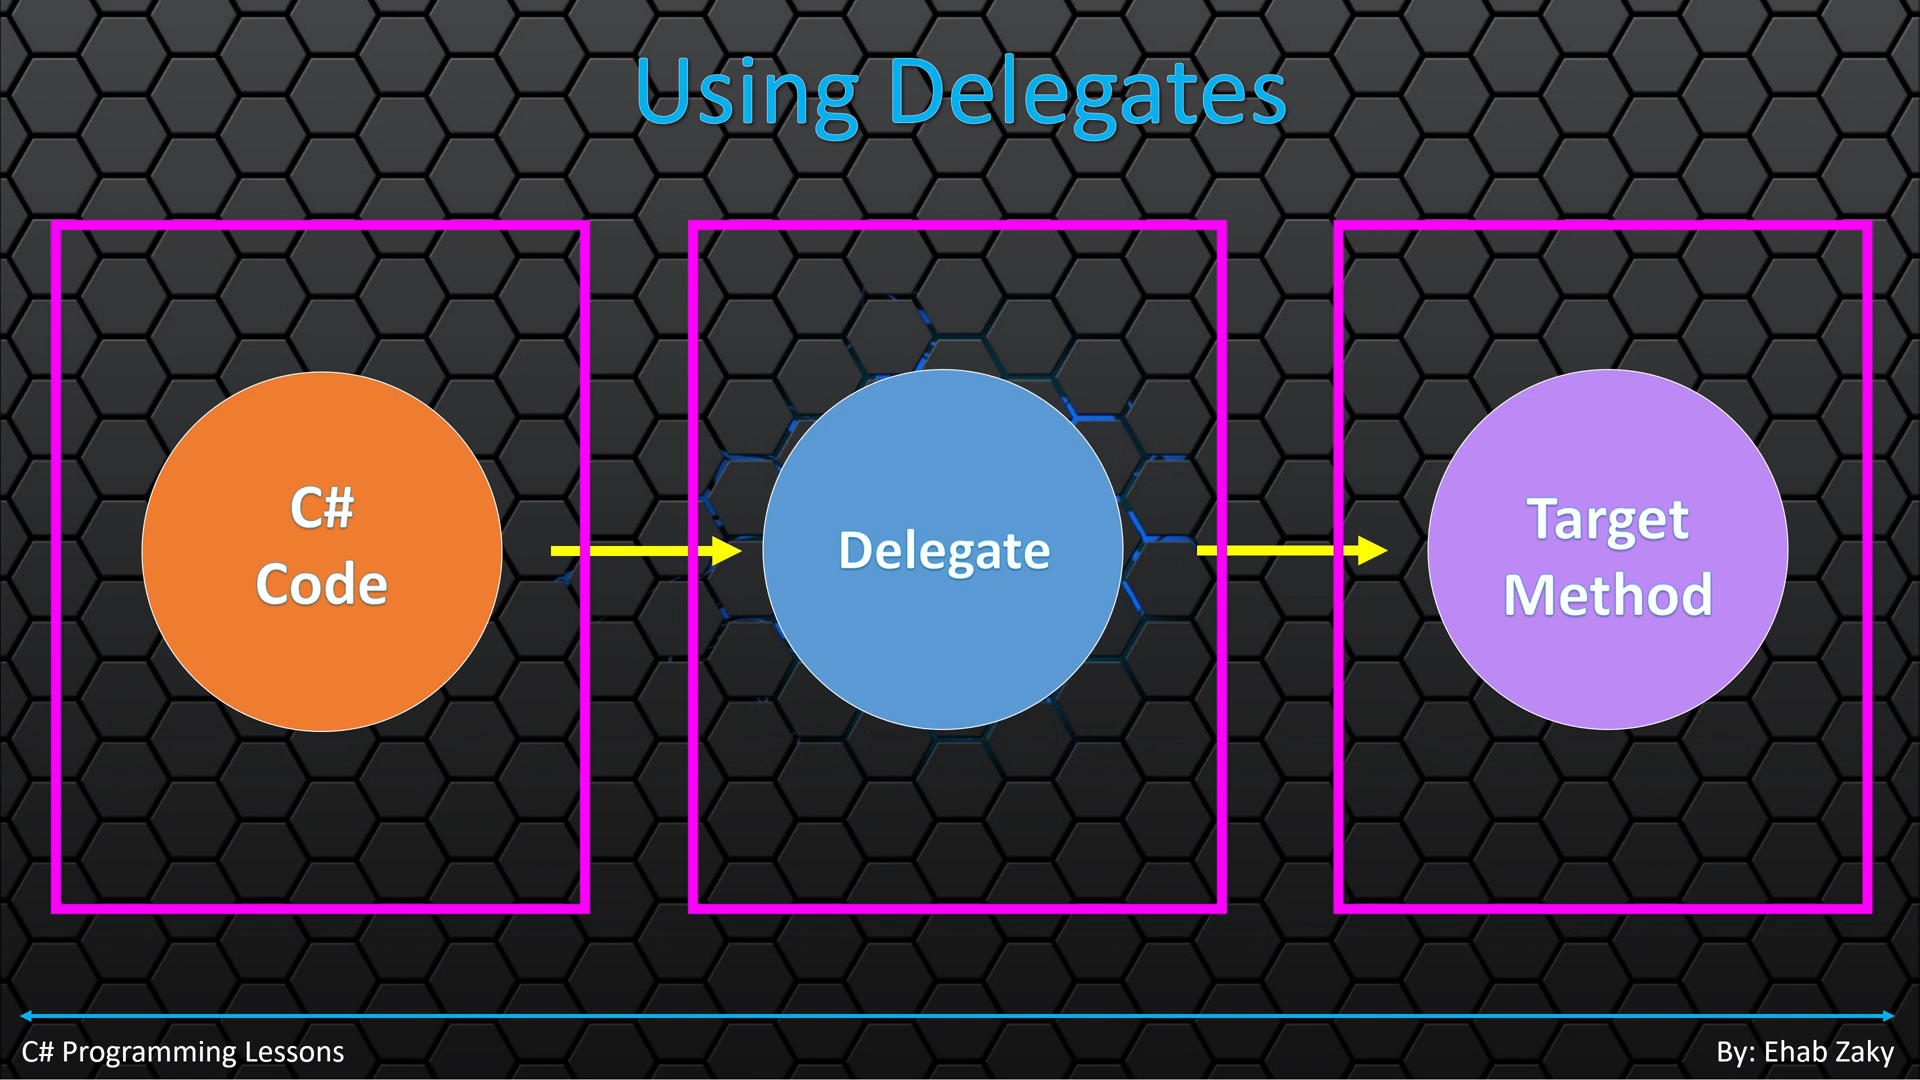 Using Delegates
C#
Code
Delegate
Target
Method
C# Programming Lessons
By: Ehab Zaky